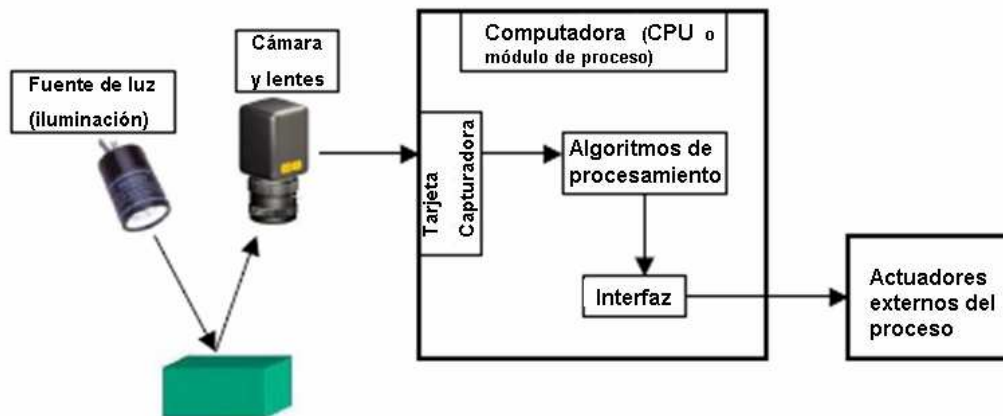 Fuente de luz
(iluminación)
Cámara
y lentes
Computadora (CPU o
módulo de proceso)
Tarjeta
Capturadora
Algoritmos de
procesamiento
Interfaz
Actuadores
externos del
proceso